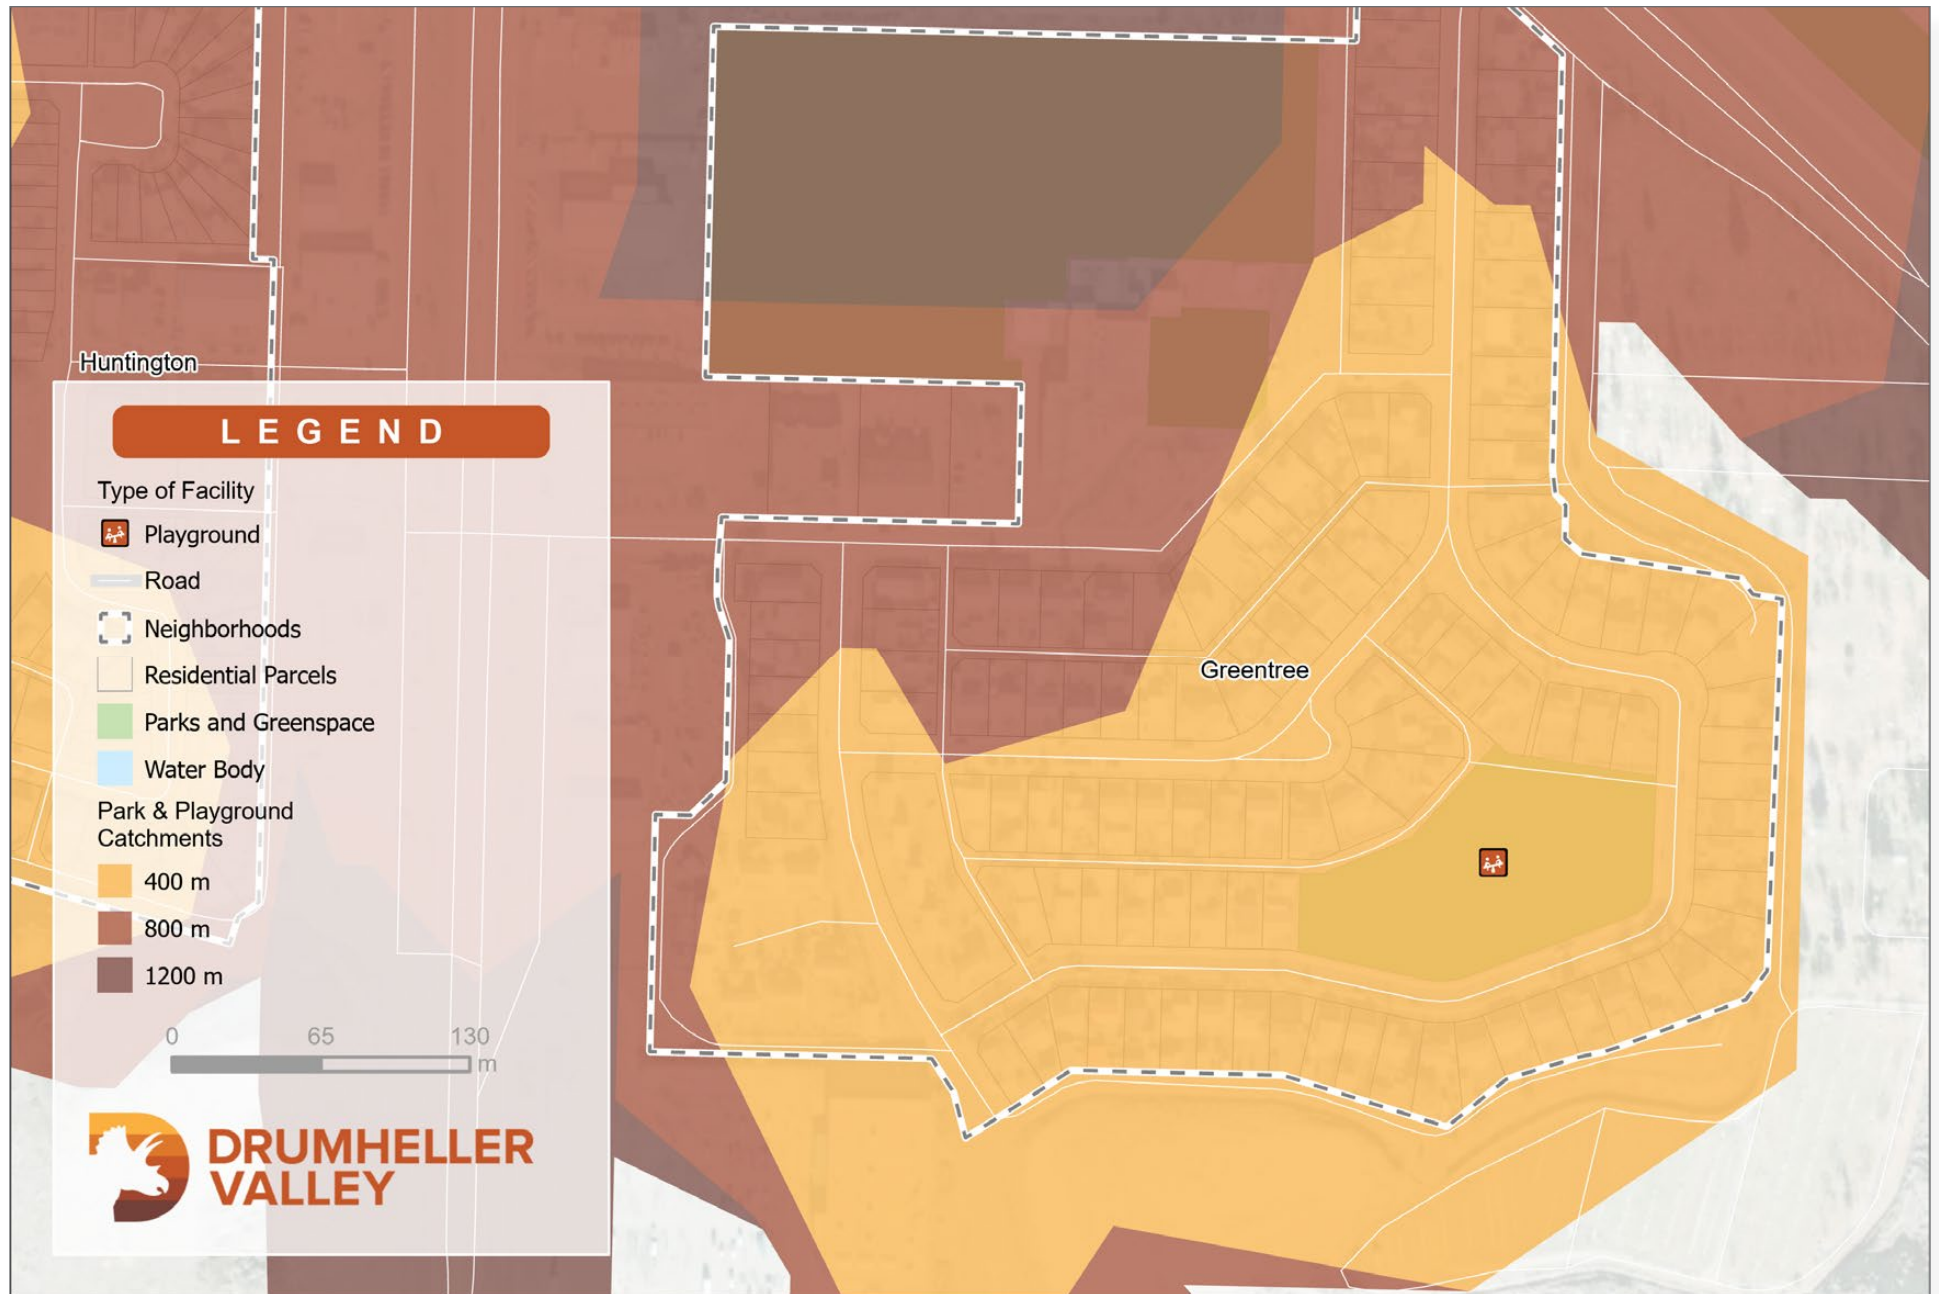 Huntington
LEGEND
Type of Facility
Playground
Road
Neighborhoods
Residential Parcels
Parks and Greenspace
Water Body
Park & Playground
Catchments
400 m
800 m
1200 m
0 65 130
m
DRUMHELLER
VALLEY
Greentree